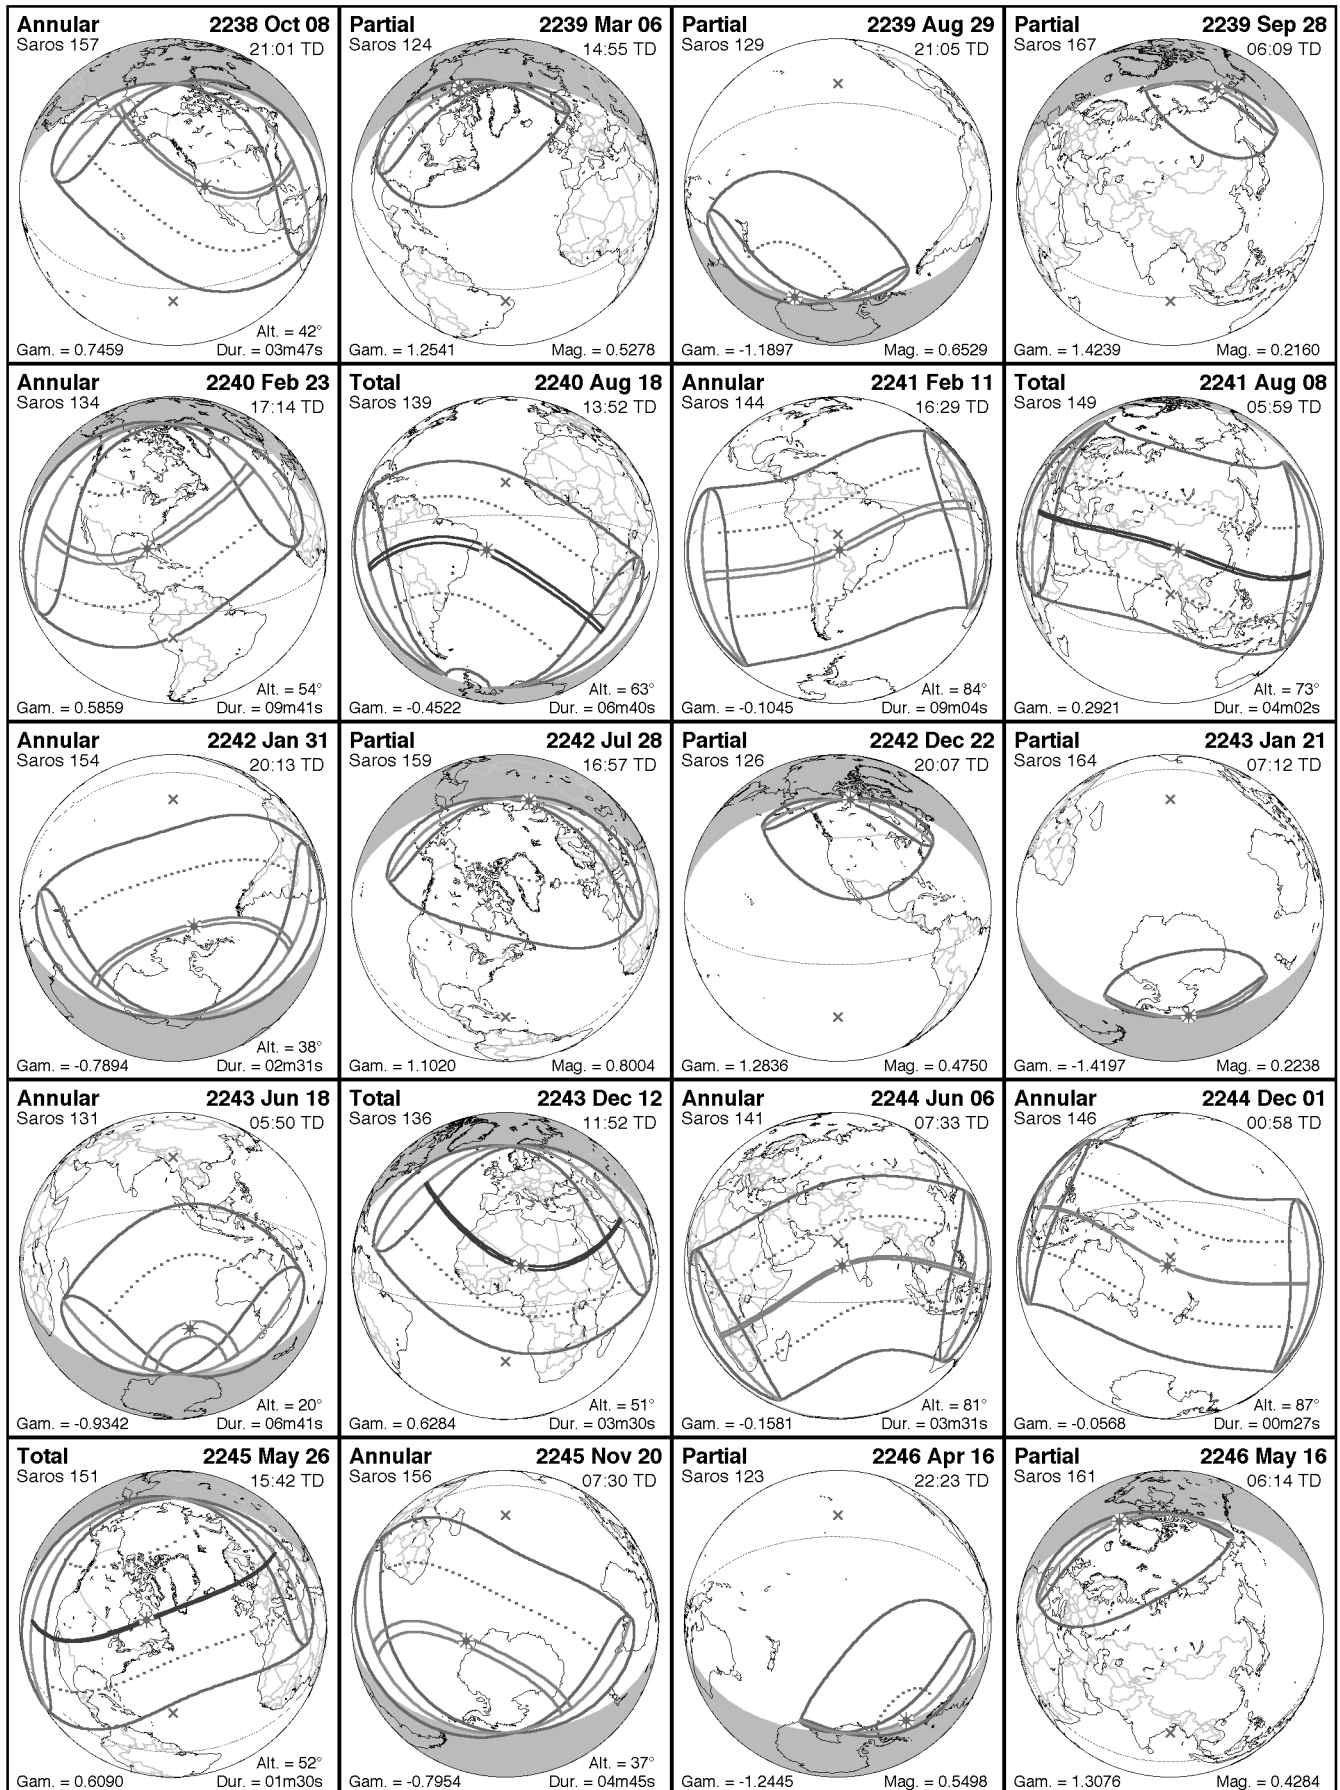 Annular 2238 Oct 08
Saros 157 21:01 TD
Alt. = 42°
Gam. = 0.7459 Dur. = 03m47s
Partial 2239 Mar 06
Saros 124 14:55 TD
Gam. = 1.2541 Mag. = 0.5278
Partial 2239 Aug 29
Saros 129 21:05 TD
Gam. = -1.1897 Mag. = 0.6529
Partial 2239 Sep 28
Saros 167 06:09 TD
Gam. = 1.4239 Mag. = 0.2160
Annular 2240 Feb 23
Saros 134 17:14 TD
Alt. = 54°
Gam. = 0.5859 Dur. = 09m41s
Total 2240 Aug 18
Saros 139 13:52 TD
Alt. = 63°
Gam. = -0.4522 Dur. = 06m40s
Annular 2241 Feb 11
Saros 144 16:29 TD
Alt. = 84°
Gam. = -0.1045 Dur. = 09m04s
Total 2241 Aug 08
Saros 149 05:59 TD
Alt. = 73°
Gam. = 0.2921 Dur. = 04m02s
Annular 2242 Jan 31
Saros 154 20:13 TD
Alt. = 38°
Gam. = -0.7894 Dur. = 02m31s
Partial 2242 Jul 28
Saros 159 16:57 TD
Gam. = 1.1020 Mag. = 0.8004
Partial 2242 Dec 22
Saros 126 20:07 TD
Gam. = 1.2836 Mag. = 0.4750
Partial 2243 Jan 21
Saros 164 07:12 TD
Gam. = -1.4197 Mag. = 0.2238
Annular 2243 Jun 18
Saros 131 05:50 TD
Alt. = 20°
Gam. = -0.9342 Dur. = 06m41s
Total 2243 Dec 12
Saros 136 11:52 TD
Alt. = 51°
Gam. = 0.6284 Dur. = 03m30s
Annular 2244 Jun 06
Saros 141 07:33 TD
Alt. = 81°
Gam. = -0.1581 Dur. = 03m31s
Annular 2244 Dec 01
Saros 146 00:58 TD
Alt. = 87°
Gam. = -0.0568 Dur. = 00m27s
Total 2245 May 26
Saros 151 15:42 TD
Alt. = 52°
Gam. = 0.6090 Dur. = 01m30s
Annular 2245 Nov 20
Saros 156 07:30 TD
Alt. = 37°
Gam. = -0.7954 Dur. = 04m45s
Partial 2246 Apr 16
Saros 123 22:23 TD
Gam. = -1.2445 Mag. = 0.5498
Partial 2246 May 16
Saros 161 06:14 TD
Gam. = 1.3076 Mag. = 0.4284